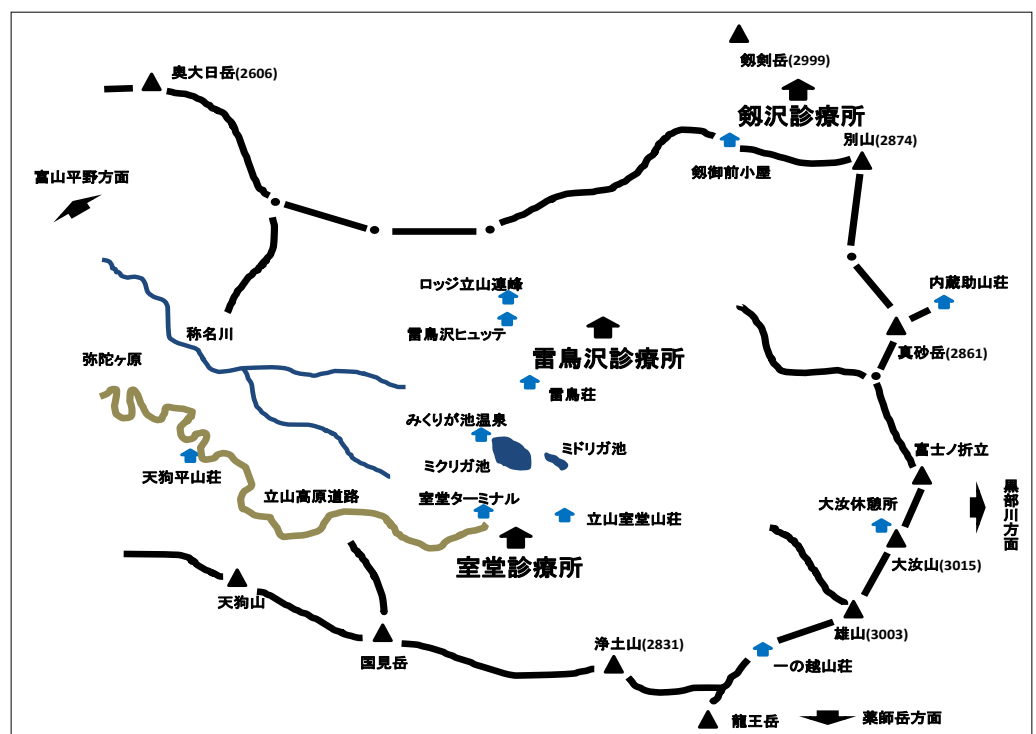 奥大日岳(2606)
劔剣岳(2999)
劔沢診療所
別山(2874)
劔御前小屋
富山平野方面
ロッジ立山連峰
内蔵助山荘
称名川
雷鳥沢ヒュッテ
真砂岳(2861)
雷鳥沢診療所
弥陀ヶ原
雷鳥荘
みくりが池温泉
ミクリガ池
ミドリガ池
富士ノ折立
天狗平山荘
立山高原道路
室堂ターミナル
大汝休憩所
黒部川方面
立山室堂山荘
室堂診療所
大汝山(3015)
天狗山
雄山(3003)
浄土山(2831)
国見岳
一の越山荘
龍王岳
薬師岳方面